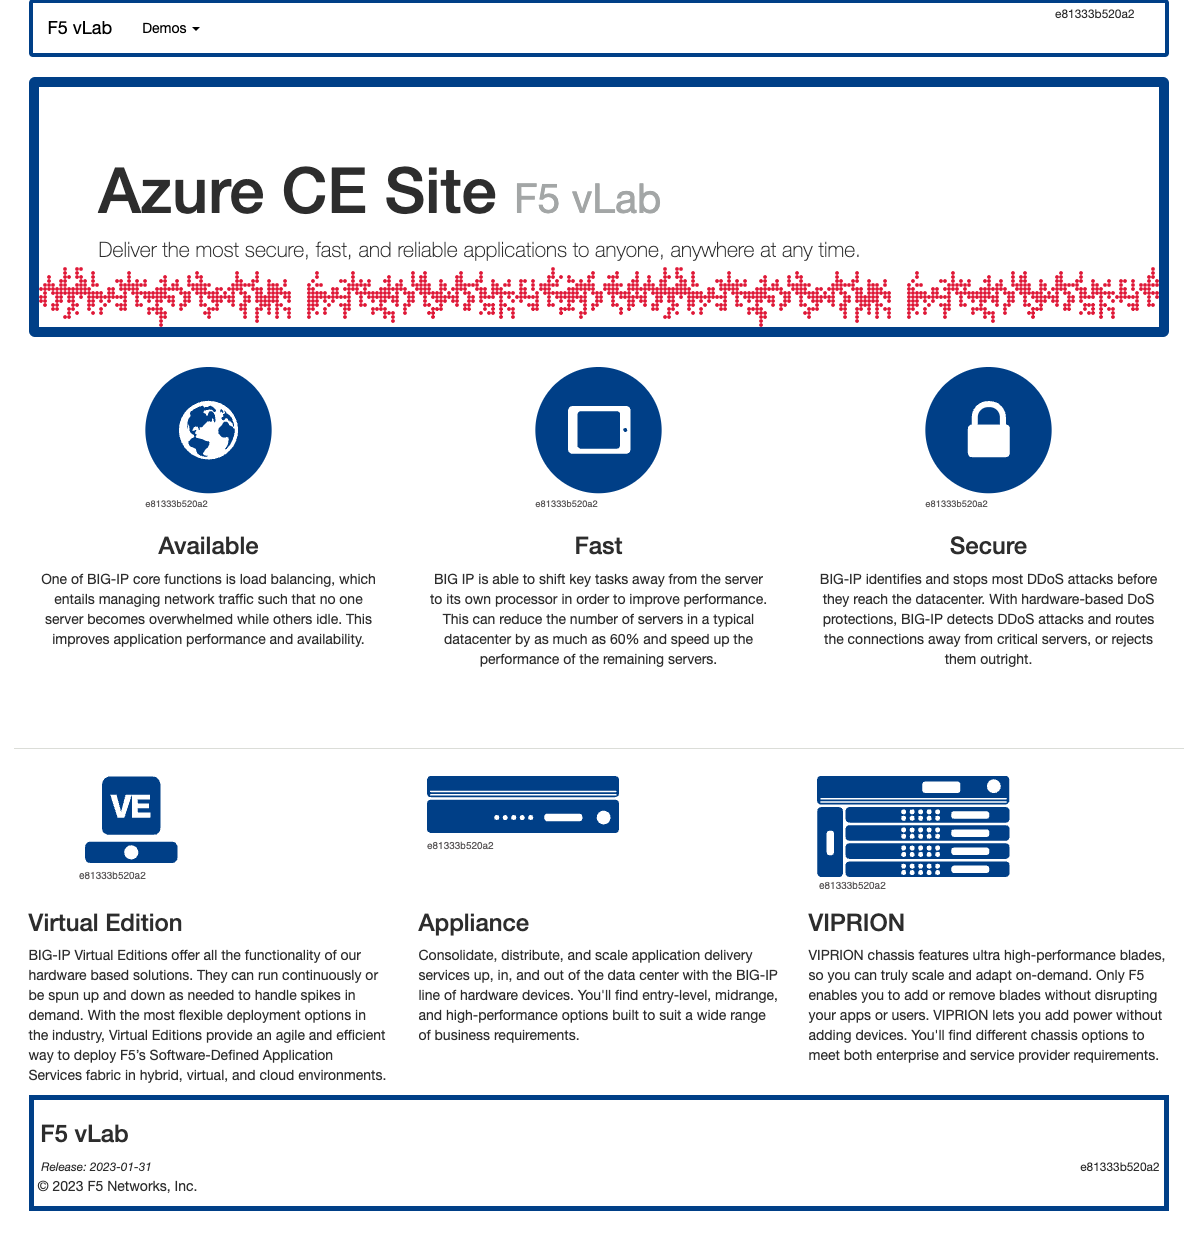 F5 vLab
Demos
e81333b520a2
Azure CE Site F5 vLab
Deliver the most secure, fast, and reliable applications to anyone, anywhere at any time.
e81333b520a2
Available
One of BIG-IP core functions is load balancing, which
entails managing network traffic such that no one
server becomes overwhelmed while others idle. This
improves application performance and availability.
e81333b520a2
Fast
BIG IP is able to shift key tasks away from the server
to its own processor in order to improve performance.
This can reduce the number of servers in a typical
datacenter by as much as 60% and speed up the
performance of the remaining servers.
e81333b520a2
Secure
BIG-IP identifies and stops most DDoS attacks before
they reach the datacenter. With hardware-based DoS
protections, BIG-IP detects DDoS attacks and routes
the connections away from critical servers, or rejects
them outright.
VE
e81333b520a2
Virtual Edition
BIG-IP Virtual Editions offer all the functionality of our
hardware based solutions. They can run continuously or
be spun up and down as needed to handle spikes in
demand. With the most flexible deployment options in
the industry, Virtual Editions provide an agile and efficient
way to deploy F5’s Software-Defined Application
Services fabric in hybrid, virtual, and cloud environments.
e81333b520a2
Appliance
Consolidate, distribute, and scale application delivery
services up, in, and out of the data center with the BIG-IP
line of hardware devices. You'll find entry-level, midrange,
and high-performance options built to suit a wide range
of business requirements.
e81333b520a2
VIPRION
VIPRION chassis features ultra high-performance blades,
so you can truly scale and adapt on-demand. Only F5
enables you to add or remove blades without disrupting
your apps or users. VIPRION lets you add power without
adding devices. You'll find different chassis options to
meet both enterprise and service provider requirements.
F5 vLab
Release: 2023-01-31
e81333b520a2
© 2023 F5 Networks, Inc.